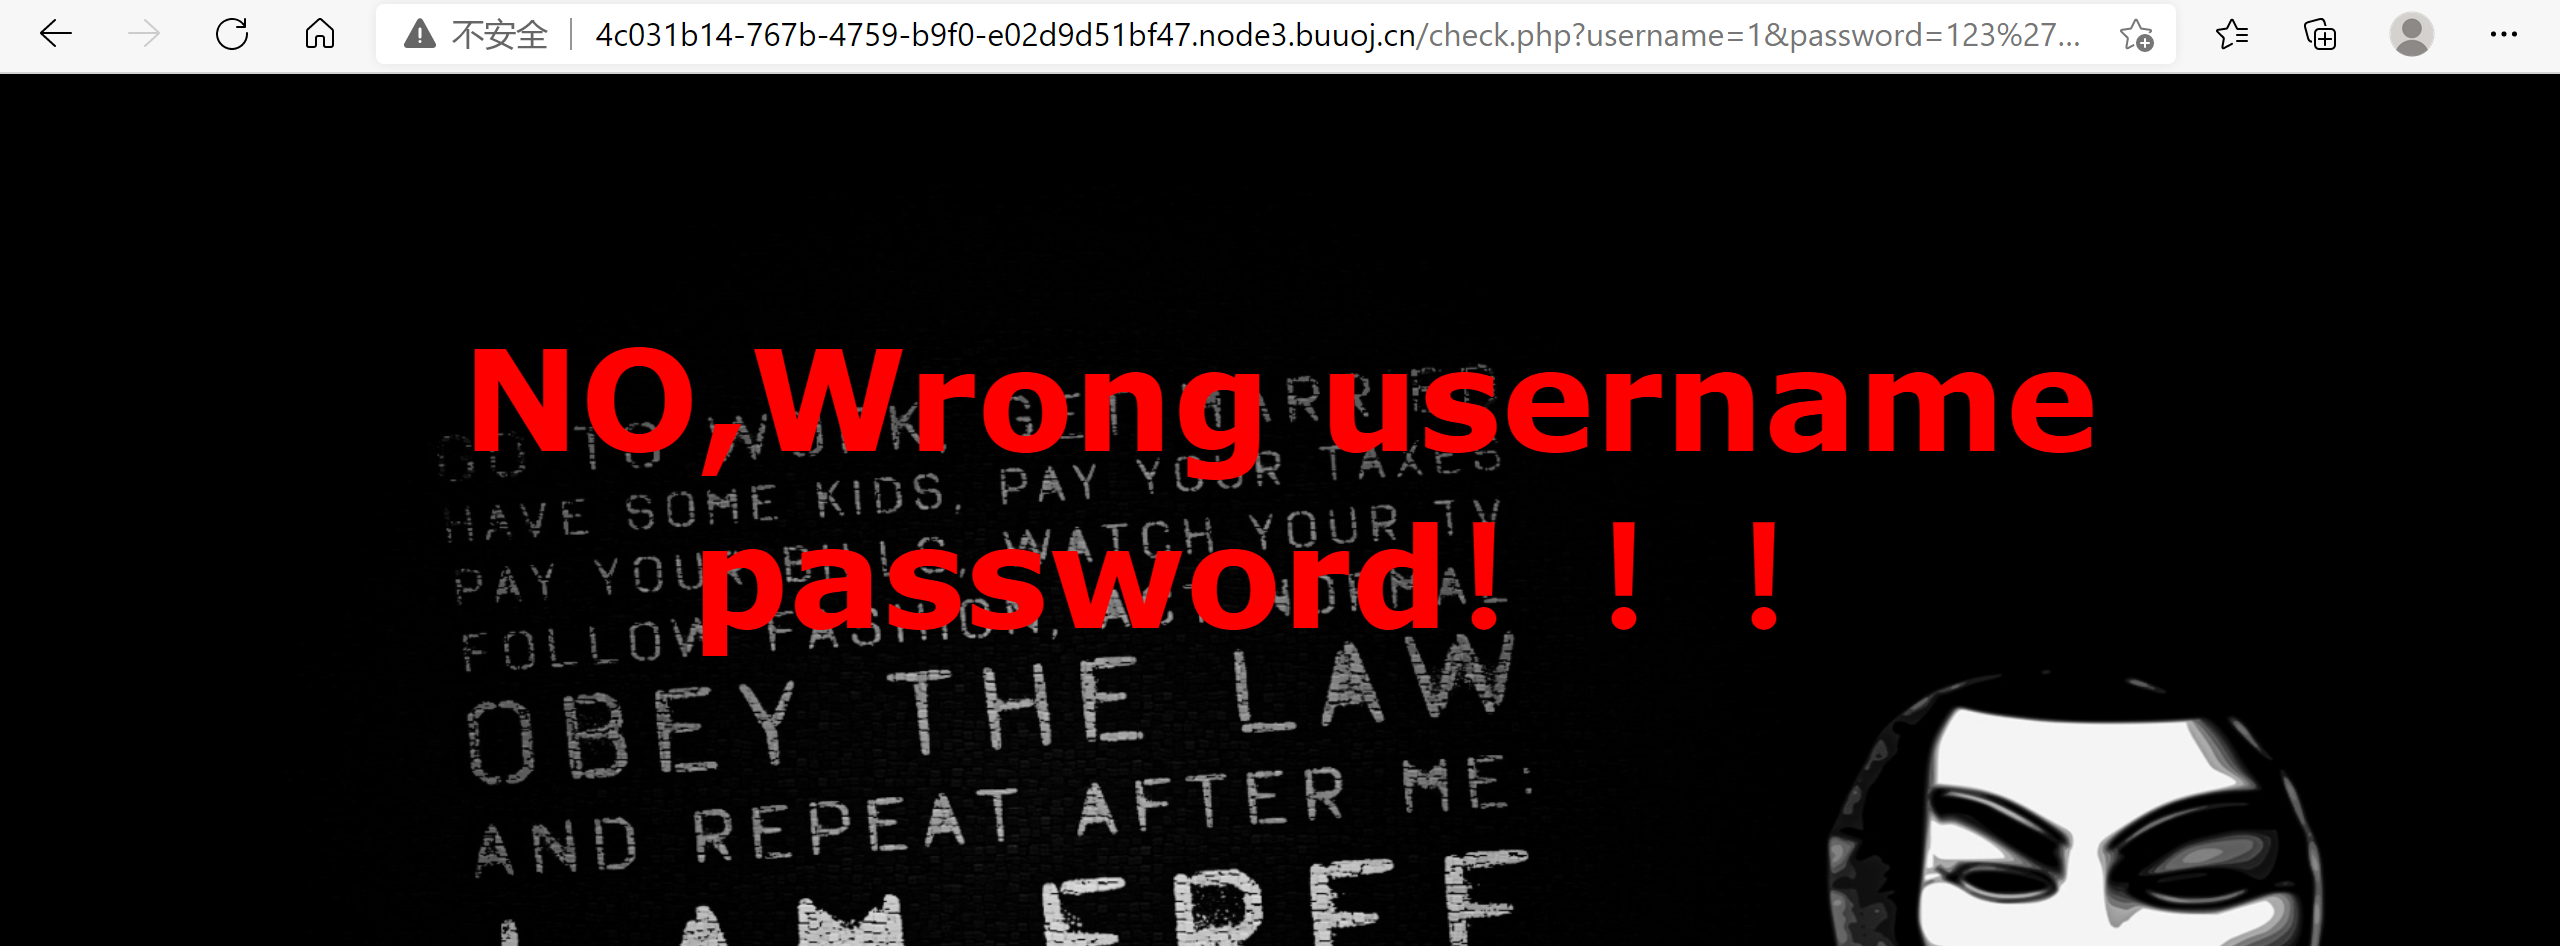 不安全 | 4c031b14-767b-4759-b9f0-e02d9d51bf47.node3.buuoj.cn/check.php?username=1&password=123%27...
NO,Wrong username
password！！！
GO TO WORK, GET MARRIED
HAVE SOME KIDS, PAY YOUR TAXES
PAY YOUR BILLS, WATCH YOUR TV
FOLLOW FASHION, ACT NORMAL
OBEY THE LAW
AND REPEAT AFTER ME:
I AM FREE